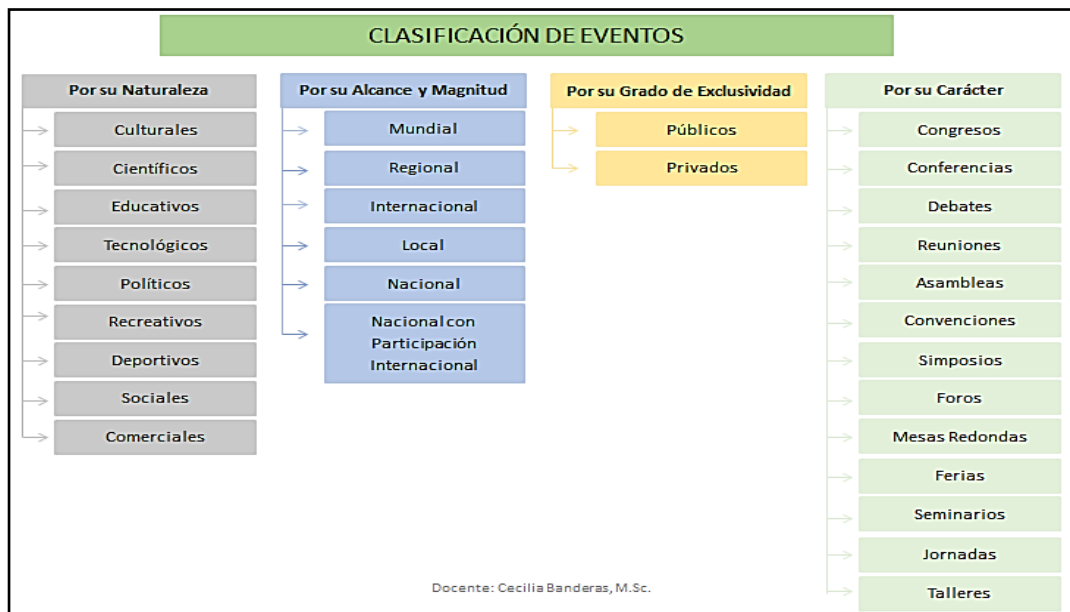 CLASIFICACIÓN DE EVENTOS
Por su Naturaleza
Culturales
Científicos
Educativos
Tecnológicos
Políticos
Recreativos
Deportivos
Sociales
Comerciales
Por su Alcance y Magnitud
Mundial
Regional
Internacional
Local
Nacional
Nacional con
Participación
Internacional
Por su Grado de Exclusividad
Públicos
Privados
Por su Carácter
Congresos
Conferencias
Debates
Reuniones
Asambleas
Convenciones
Simposios
Foros
Mesas Redondas
Ferias
Seminarios
Jornadas
Talleres
Docente: Cecilia Banderas, M.Sc.